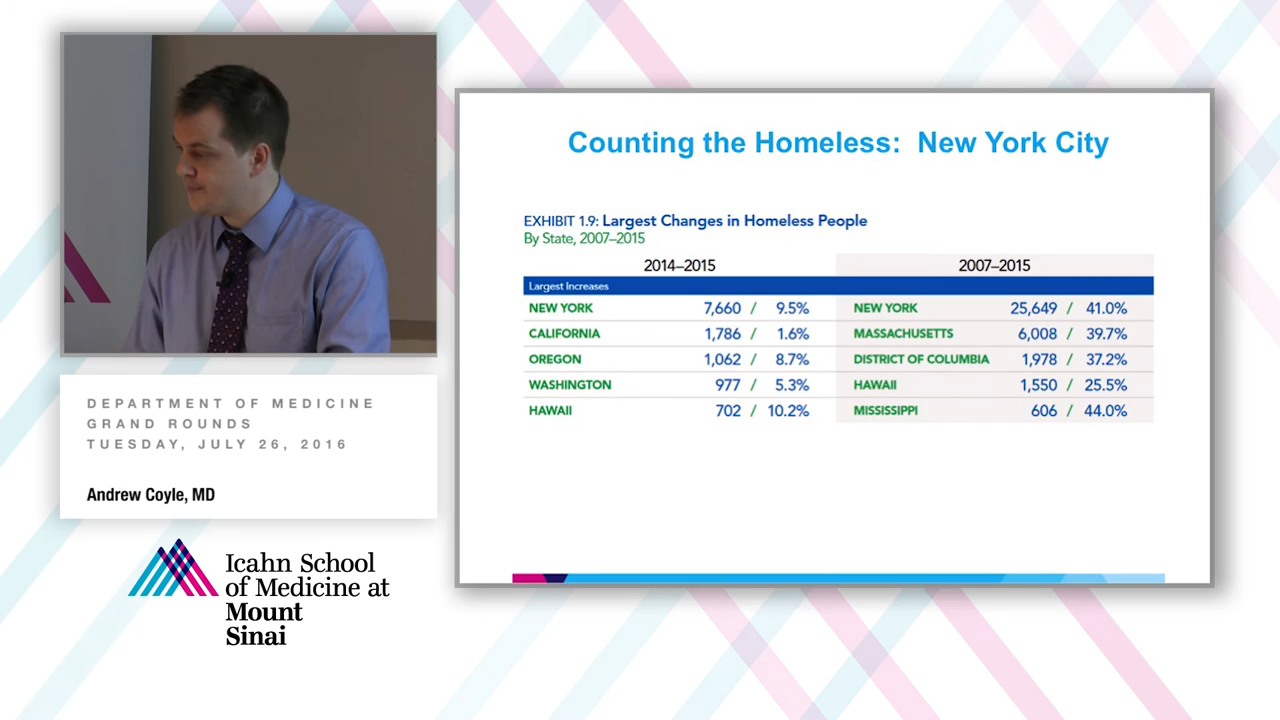 DEPARTMENT OF MEDICINE
GRAND ROUNDS
TUESDAY, JULY 26, 2016
Andrew Coyle, MD
Icahn School
of Medicine at
Mount
Sinai
Counting the Homeless: New York City
EXHIBIT 1.9: Largest Changes in Homeless People
By State, 2007–2015
2014–2015 2007–2015
Largest Increases
NEW YORK 7,660 / 9.5% NEW YORK 25,649 / 41.0%
CALIFORNIA 1,786 / 1.6% MASSACHUSETTS 6,008 / 39.7%
OREGON 1,062 / 8.7% DISTRICT OF COLUMBIA 1,978 / 37.2%
WASHINGTON 977 / 5.3% HAWAII 1,550 / 25.5%
HAWAII 702 / 10.2% MISSISSIPPI 606 / 44.0%